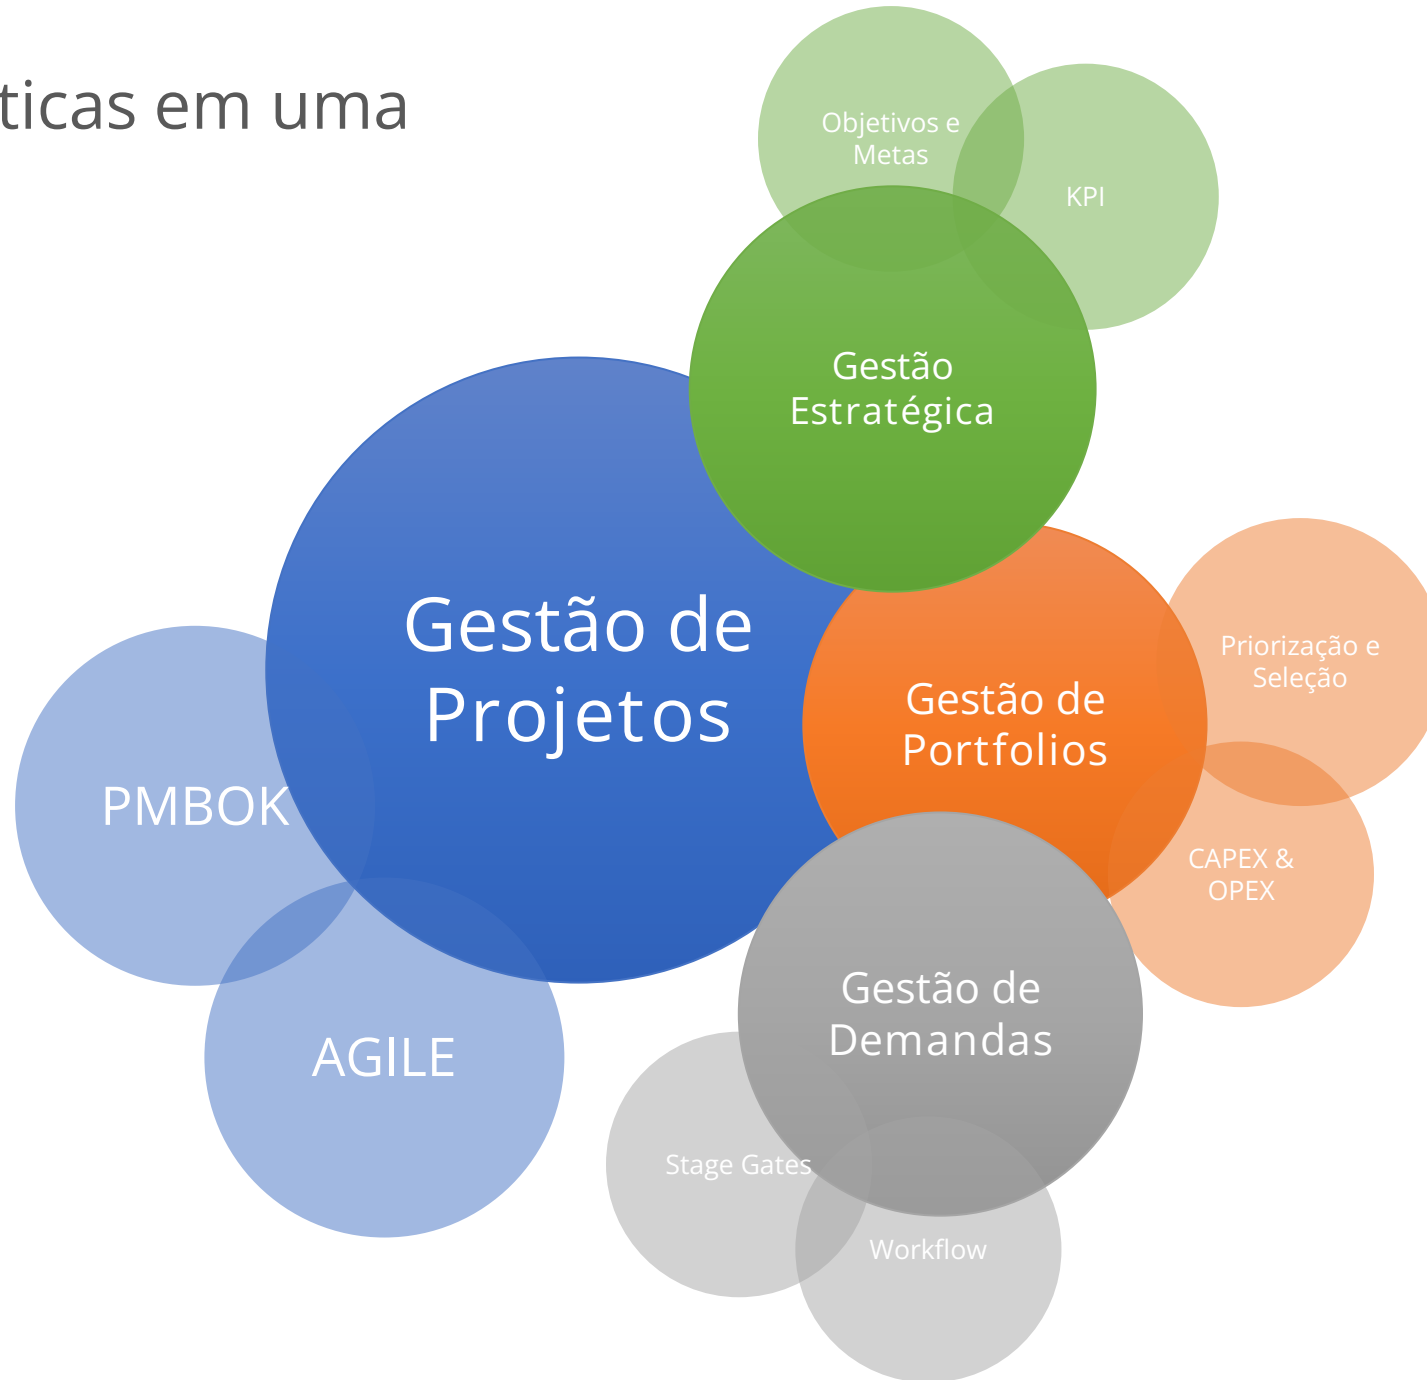 ticas em uma
Objetivos e
Metas
KPI
Gestão
Estratégica
Gestão de
Projetos
Priorização e
Seleção
Gestão de
Portfolios
PMBOK
CAPEX &
OPEX
Gestão de
Demandas
AGILE
Stage Gates
Workflow